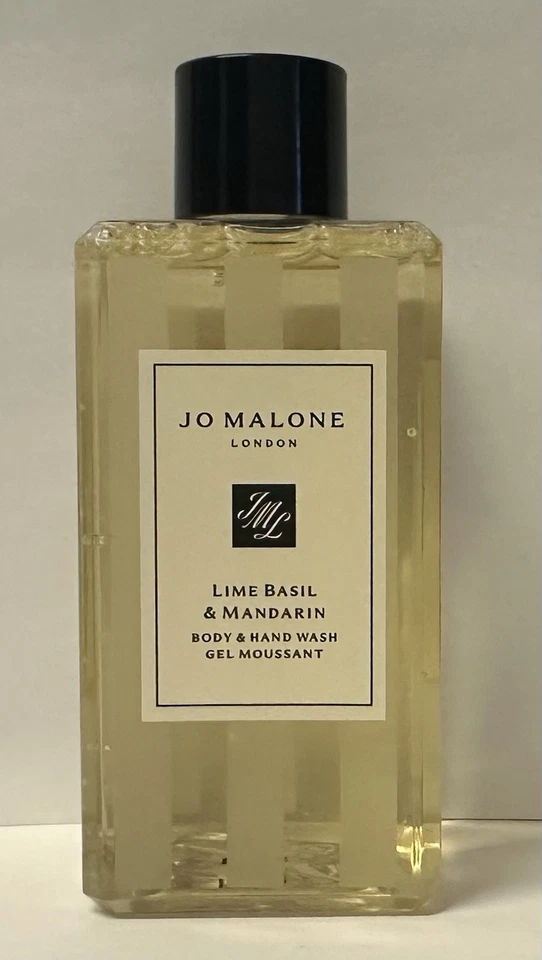 JO MALONE
LONDON
JML
LIME BASIL
& MANDARIN
BODY & HAND WASH
GEL MOUSSANT